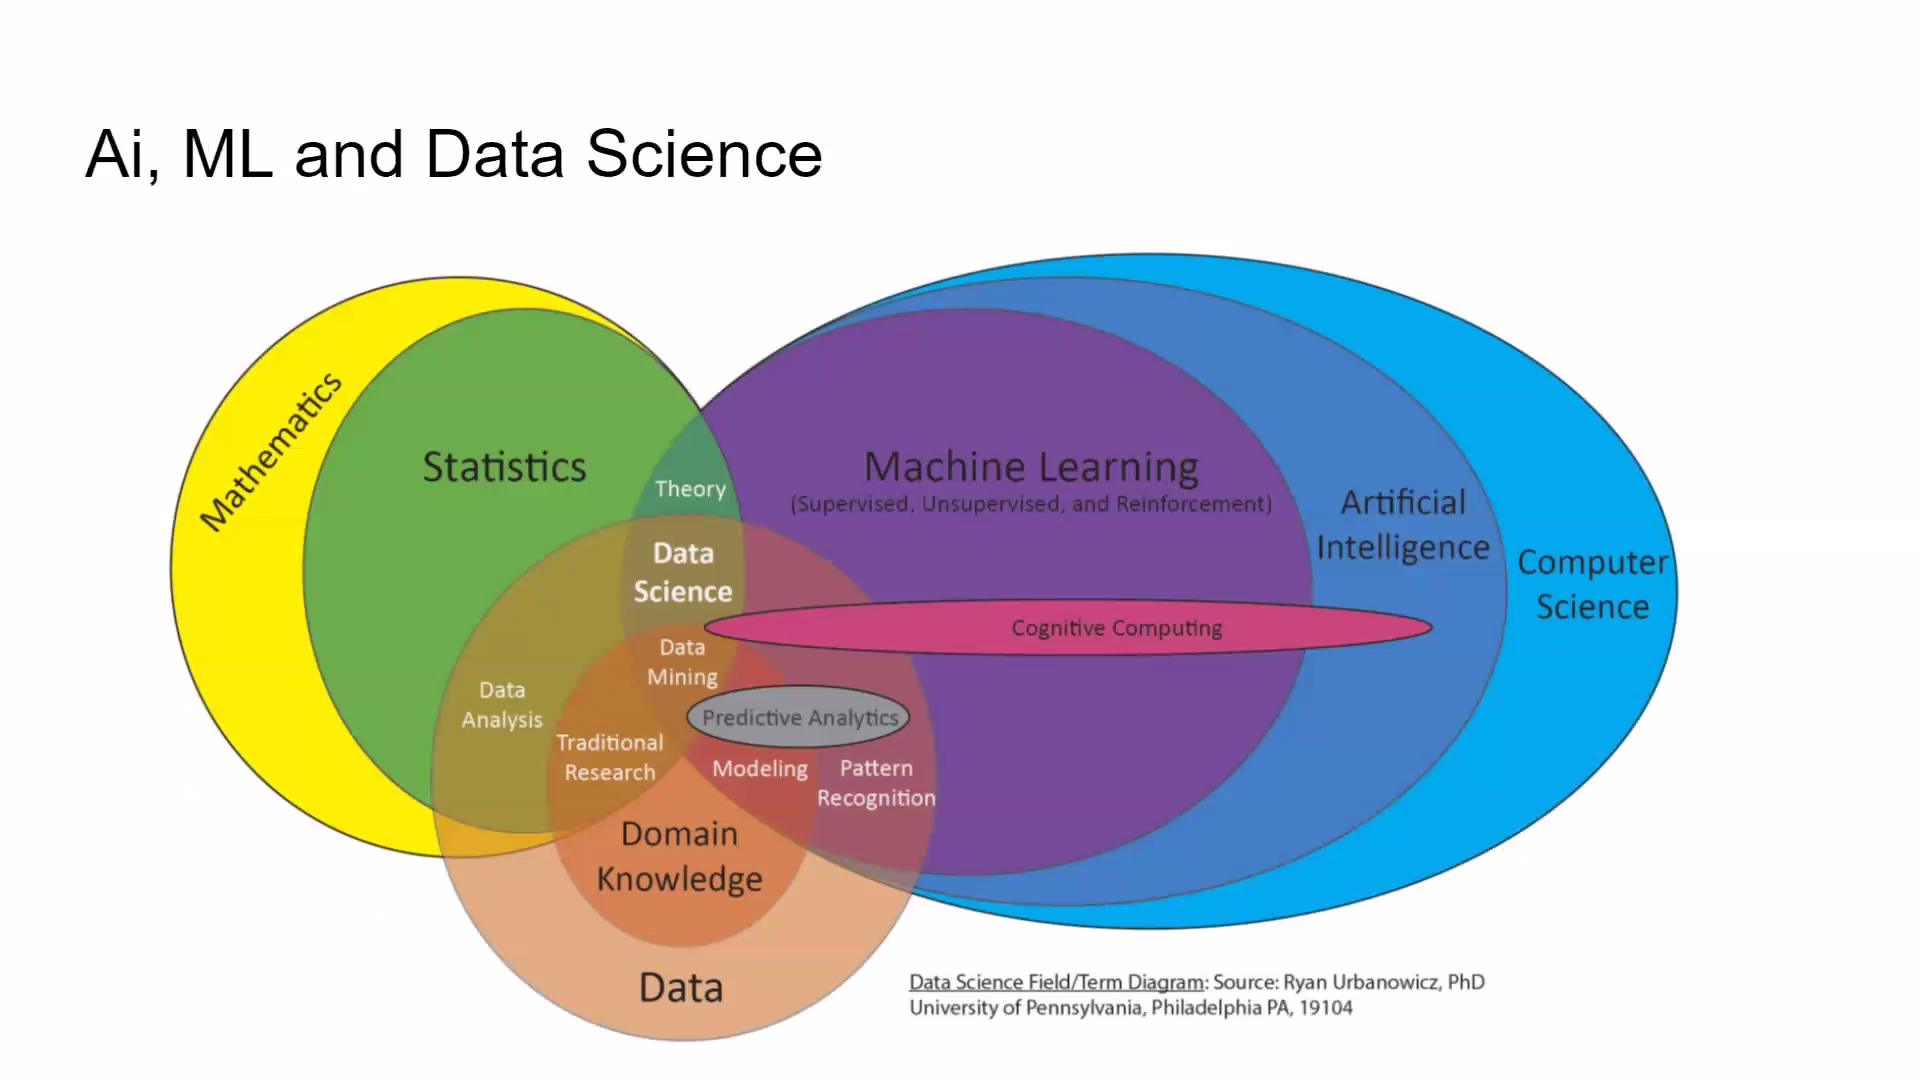 Ai, ML and Data Science
Mathematics
Statistics
Theory
Machine Learning
(Supervised, Unsupervised, and Reinforcement)
Artificial
Intelligence
Computer
Science
Data
Science
Cognitive Computing
Data
Mining
Data
Analysis
Predictive Analytics
Traditional
Research
Modeling
Pattern
Recognition
Domain
Knowledge
Data
Data Science Field/Term Diagram: Source: Ryan Urbanowicz, PhD
University of Pennsylvania, Philadelphia PA, 19104